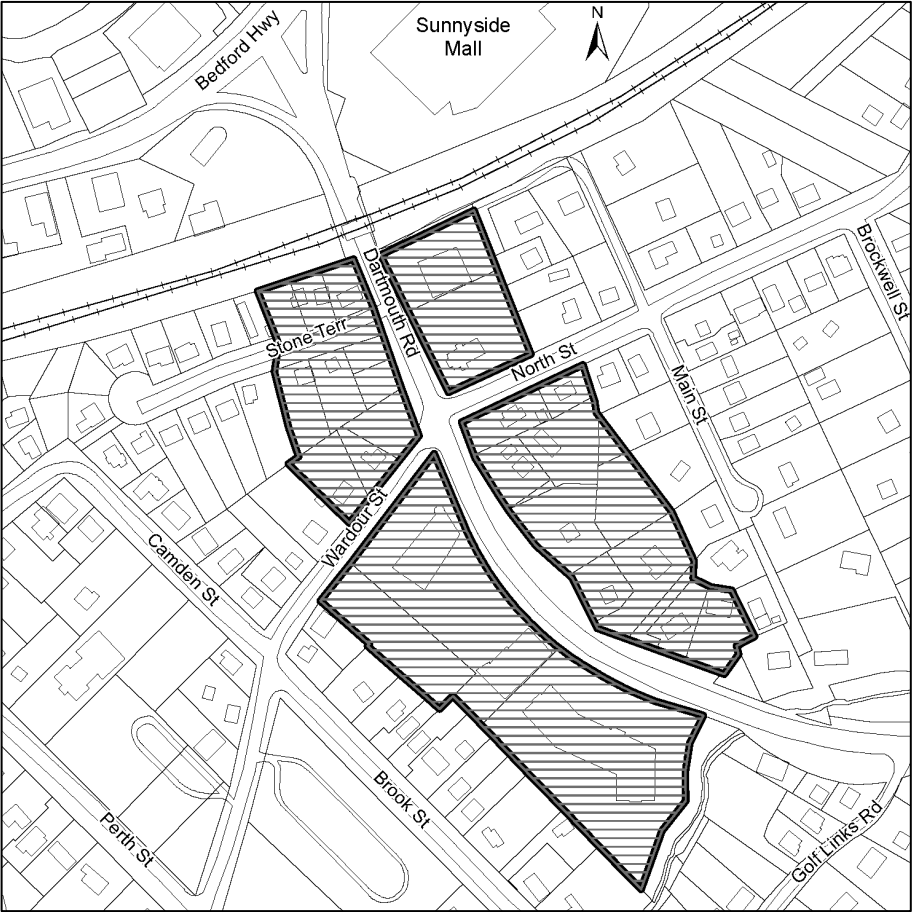 Sunnyside
Mall
N
Bedford Hwy
Dartmouth Rd
Brockwell St
Stone Terr
North St
Main St
Wardour St
Camden St
Brook St
Perth St
Golf Links Rd